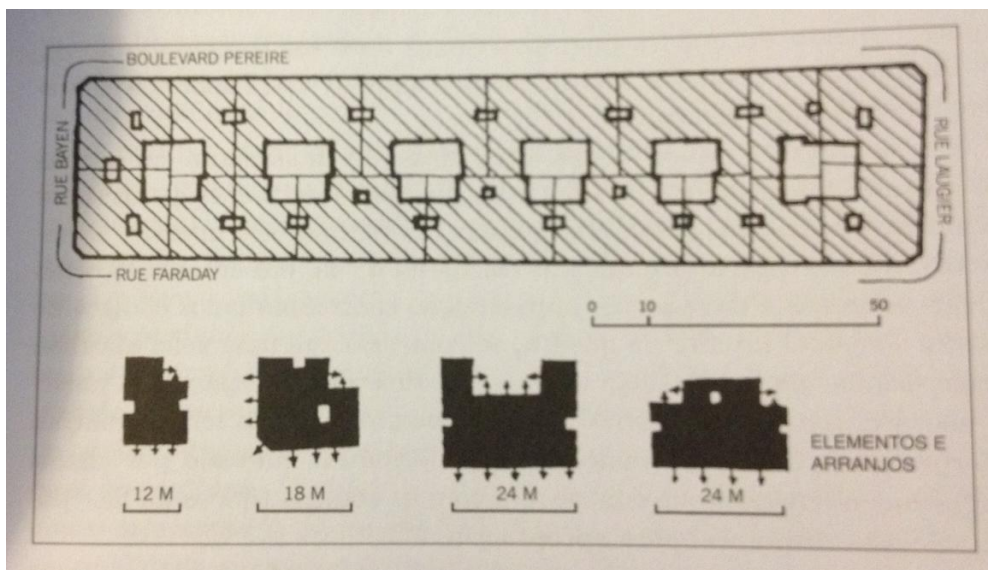 BOULEVARD PEREIRE
RUE BAYEN
RUE LAUGIER
RUE FARADAY
0 10 50
12 M
18 M
24 M
24 M
ELEMENTOS E
ARRANJOS